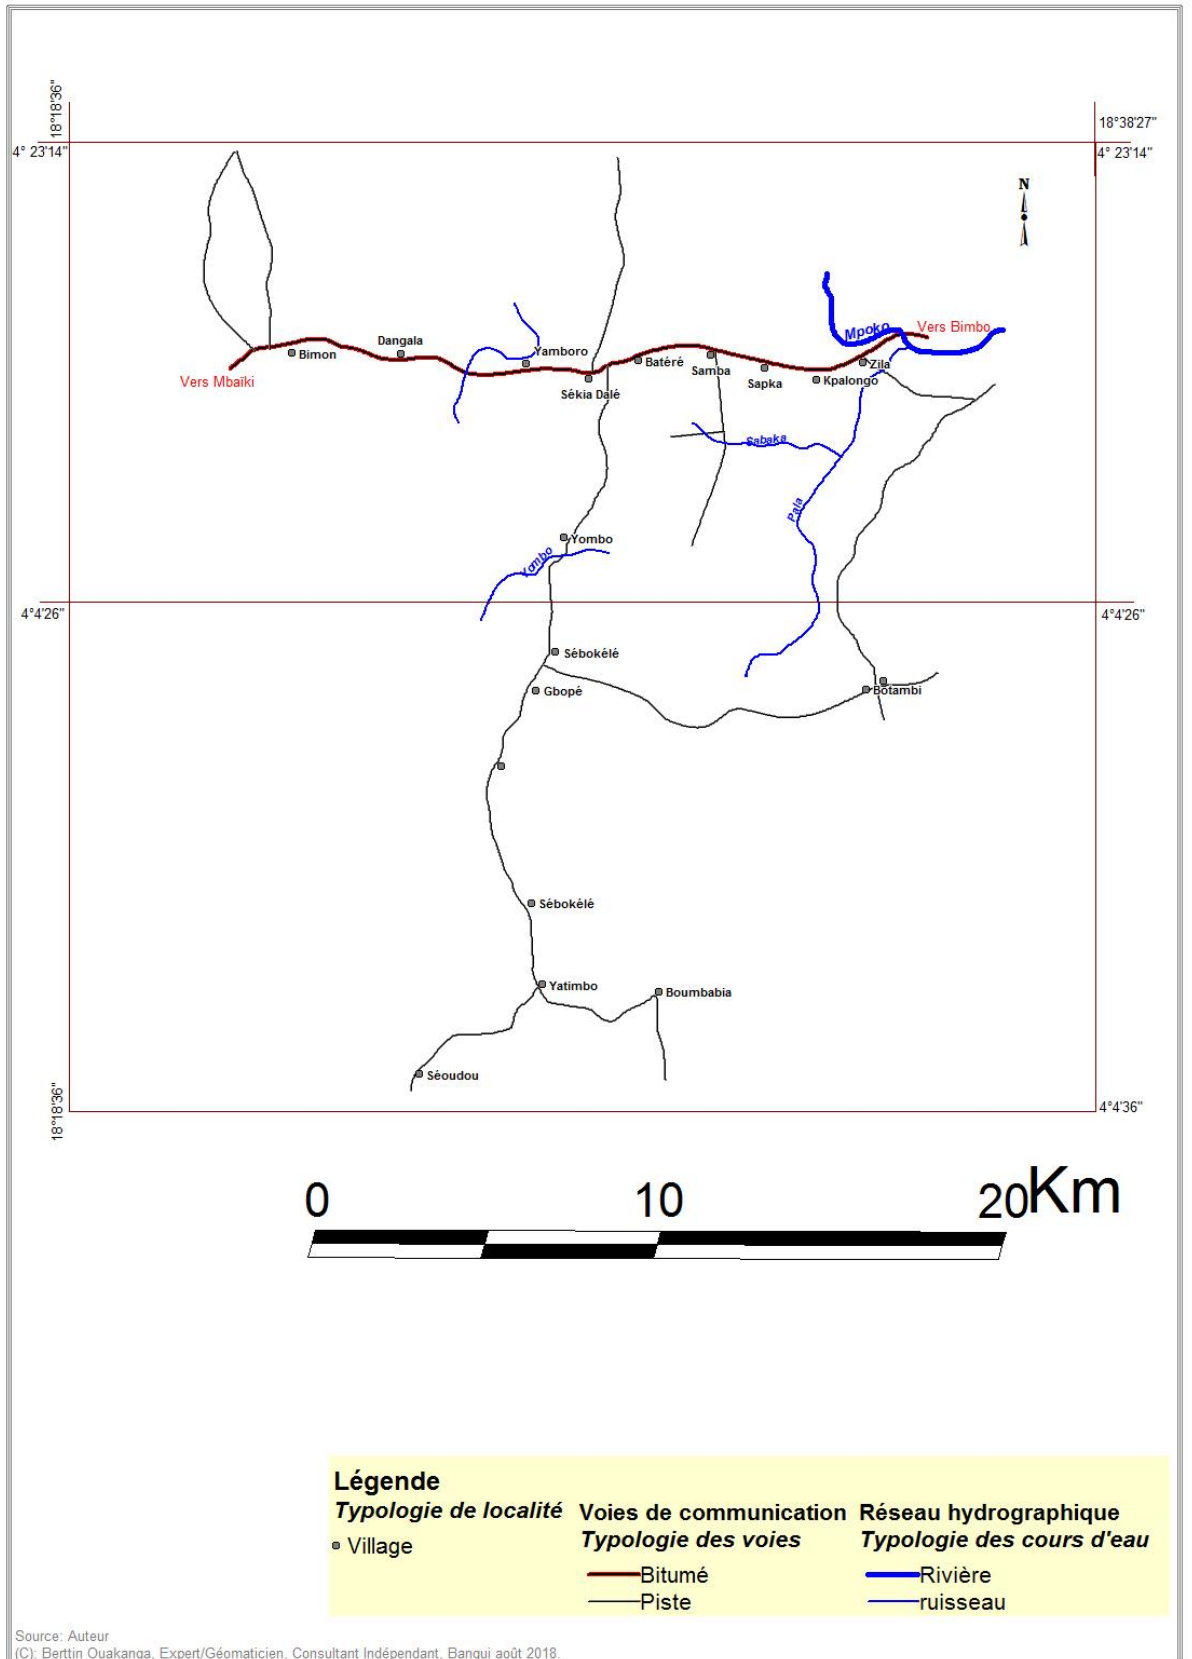 18°18'36"
18°38'27"
4° 23'14"
4° 23'14"
N
Mpoko
Vers Bimbo
Dangala
Bimon
Yamboro
Batéré
Samba
Zila
Vers Mbaïki
Sékia Dalé
Sapka
Kpalongo
Sabaka
Pala
Yombo
Yombo
4°4'26"
4°4'26"
Sébokélé
Gbopé
Botambi
Sébokélé
Yatimbo
Boumbabia
Séoudou
18°18'36"
4°4'36"
0 10 20Km
Légende
Typologie de localité
Village
Voies de communication
Typologie des voies
Bitumé
Piste
Réseau hydrographique
Typologie des cours d'eau
Rivière
ruisseau
Source: Auteur
(C): Berttin Ouakanga, Expert/Géomaticien, Consultant Indépendant, Bangui août 2018.